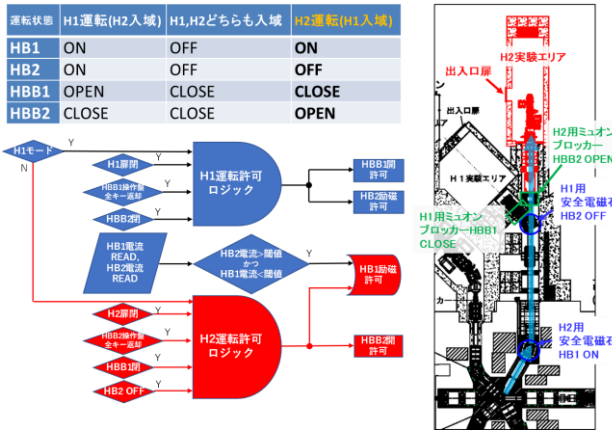 運転状態 H1運転(H2入域) H1,H2どちらも入域 H2運転(H1入域)
HB1 ON OFF ON
HB2 ON OFF OFF
HBB1 OPEN CLOSE CLOSE
HBB2 CLOSE CLOSE OPEN
H1モード
Y
N
H1扉閉
Y
HBB1操作盤
全キー返却
Y
HBB2閉
Y
H1運転許可
ロジック
HBB1開
許可
HB2励磁
許可
HB1電流
READ,
HB2電流
READ
HB2電流>閾値
かつ
HB1電流<閾値
Y
HB1励磁
許可
H2扉閉
Y
HBB2操作盤
全キー返却
Y
HBB1閉
Y
HB2 OFF
Y
H2運転許可
ロジック
HBB2開
許可
H2実験エリア
出入口扉
出入口扉
H1実験エリア
H2用ミュオン
ブロッカー
HBB2 OPEN
H1用
安全電磁石
HB2 OFF
H1用ミュオン
ブロッカーHBB1
CLOSE
カー
H2用
安全電磁石
HB1 ON